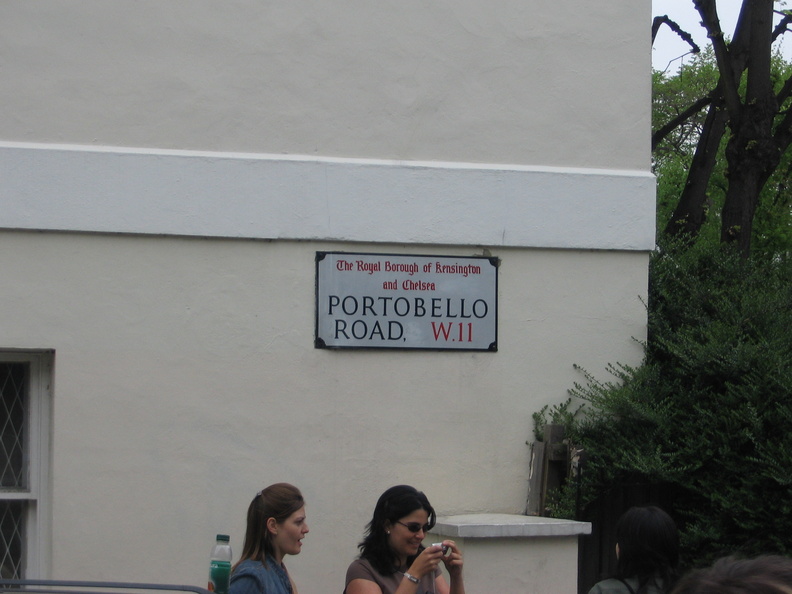 The Royal Borough of Kensington
and Chelsea
PORTOBELLO
ROAD, W.11